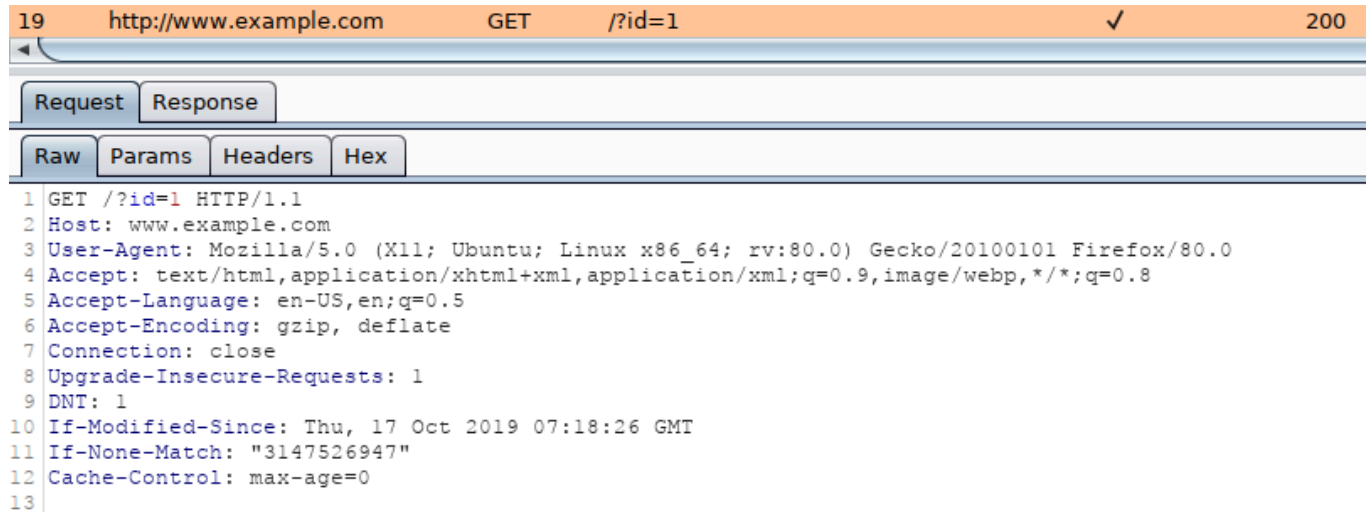 19 http://www.example.com GET /?id=1 ✓ 200
Request Response
Raw Params Headers Hex
1 GET /?id=1 HTTP/1.1
2 Host: www.example.com
3 User-Agent: Mozilla/5.0 (X11; Ubuntu; Linux x86_64; rv:80.0) Gecko/20100101 Firefox/80.0
4 Accept: text/html,application/xhtml+xml,application/xml;q=0.9,image/webp,*/*;q=0.8
5 Accept-Language: en-US,en;q=0.5
6 Accept-Encoding: gzip, deflate
7 Connection: close
8 Upgrade-Insecure-Requests: 1
9 DNT: 1
10 If-Modified-Since: Thu, 17 Oct 2019 07:18:26 GMT
11 If-None-Match: "3147526947"
12 Cache-Control: max-age=0
13